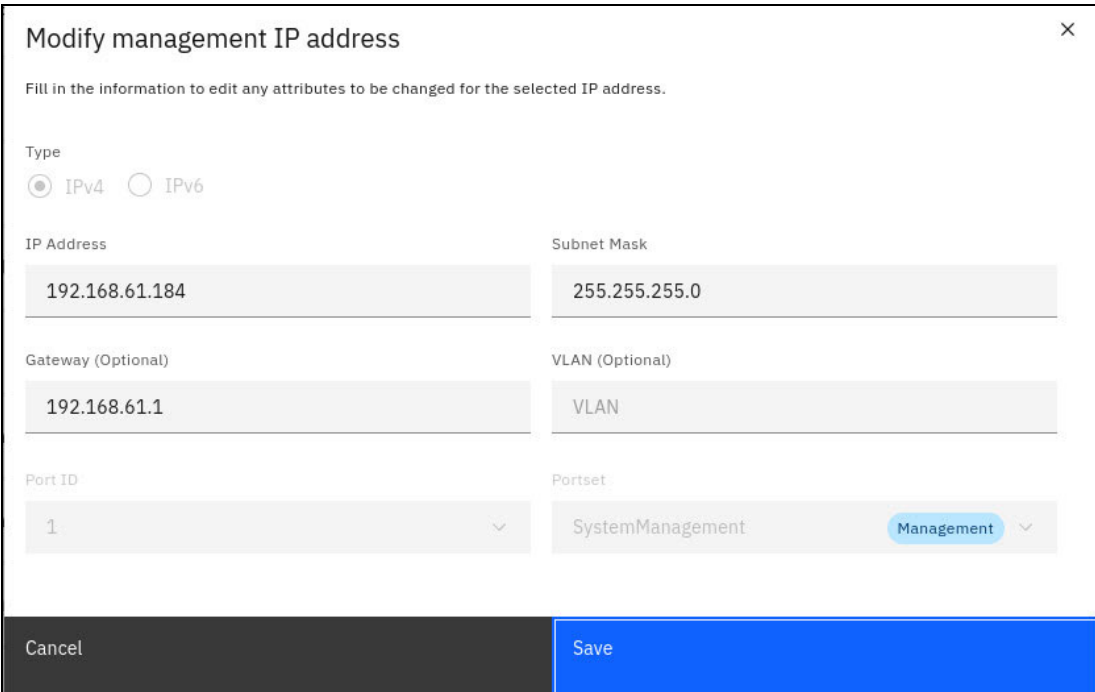 Modify management IP address
Fill in the information to edit any attributes to be changed for the selected IP address.
Type
IPv4 IPv6
IP Address Subnet Mask
192.168.61.184 255.255.255.0
Gateway (Optional) VLAN (Optional)
192.168.61.1 VLAN
Port ID Portset
1 SystemManagement Management
Cancel Save